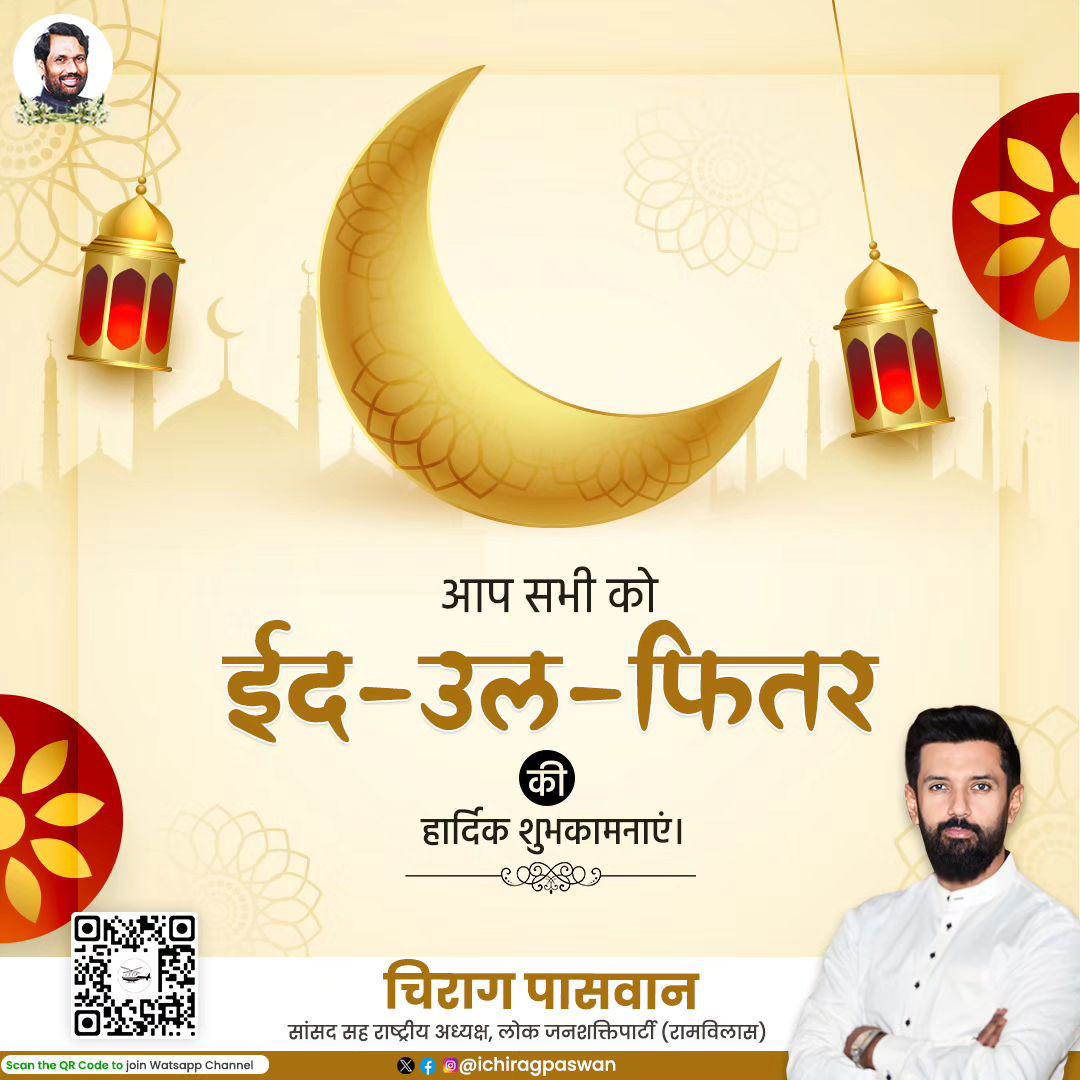 आप सभी को
ईद-उल-फितर
की
हार्दिक शुभकामनाएं।
चिराग पासवान
सांसद सह राष्ट्रीय अध्यक्ष, लोक जनशक्तिपार्टी (रामविलास)
Scan the QR Code to join Watsapp Channel
@ichiragpaswan